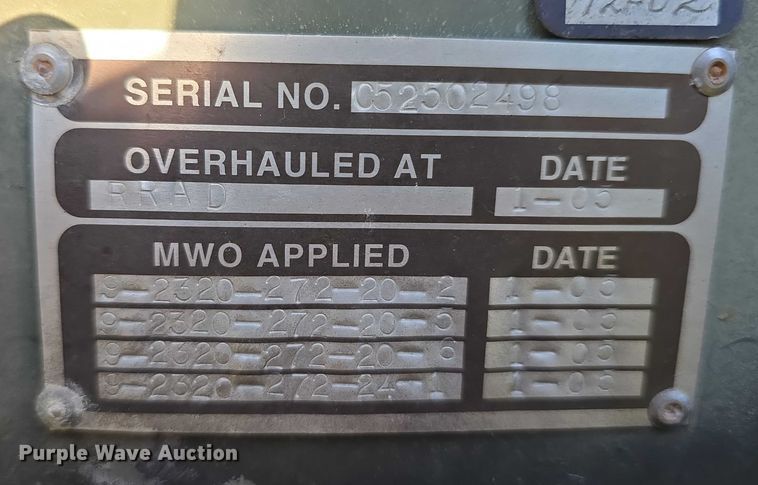 SERIAL NO. C52502498
OVERHAULED AT DATE
RRAD 1-05
MWO APPLIED DATE
9-2320-272-20-2 1-05
9-2320-272-20-5 1-05
9-2320-272-20-6 1-05
9-2320-272-24-1 1-05
Purple Wave Auction